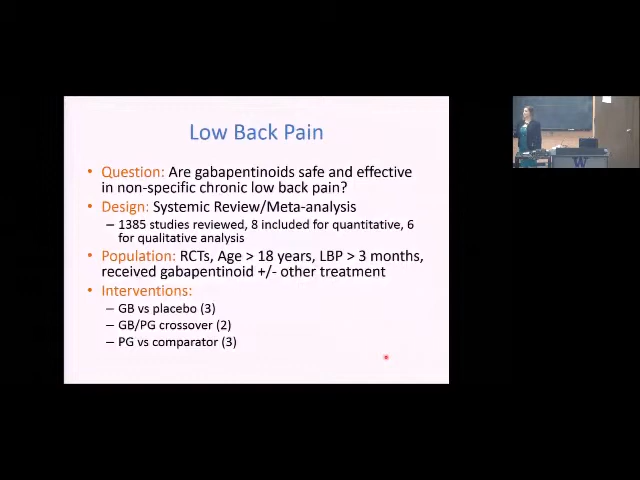 Low Back Pain
• Question: Are gabapentinoids safe and effective
in non-specific chronic low back pain?
• Design: Systemic Review/Meta-analysis
– 1385 studies reviewed, 8 included for quantitative, 6
for qualitative analysis
• Population: RCTs, Age > 18 years, LBP > 3 months,
received gabapentinoid +/- other treatment
• Interventions:
– GB vs placebo (3)
– GB/PG crossover (2)
– PG vs comparator (3)
W